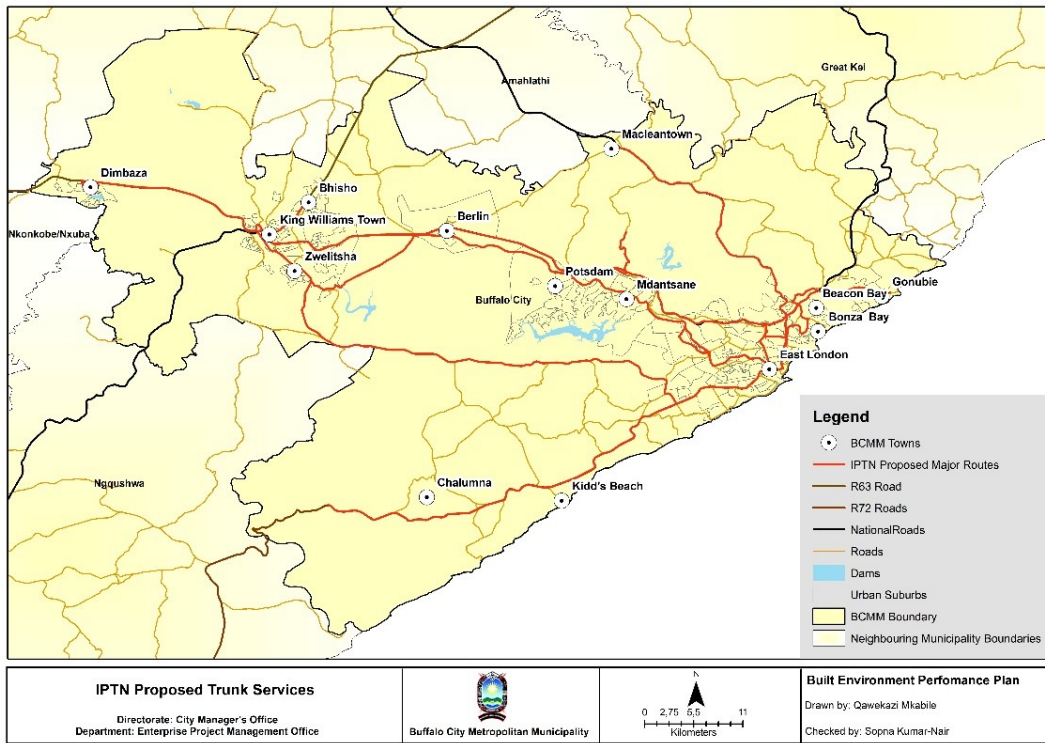 Great Kei
Amahlathi
Macleantown
Dimbaza
Bhisho
Nkonkobe/Nxuba
King Williams Town
Berlin
Zwelitsha
Potsdam
Buffalo City
Mdantsane
Gonubie
Beacon Bay
Bonza Bay
East London
Ngqushwa
Chalumna
Kidd's Beach
Legend
BCMM Towns
IPTN Proposed Major Routes
R63 Road
R72 Roads
NationalRoads
Roads
Dams
Urban Suburbs
BCMM Boundary
Neighbouring Municipality Boundaries
IPTN Proposed Trunk Services
Directorate: City Manager's Office
Department: Enterprise Project Management Office
Buffalo City Metropolitan Municipality
N
0 2,75 5,5 11
Kilometers
Built Environment Perfomance Plan
Drawn by: Qawekazi Mkabile
Checked by: Sopna Kumar-Nair